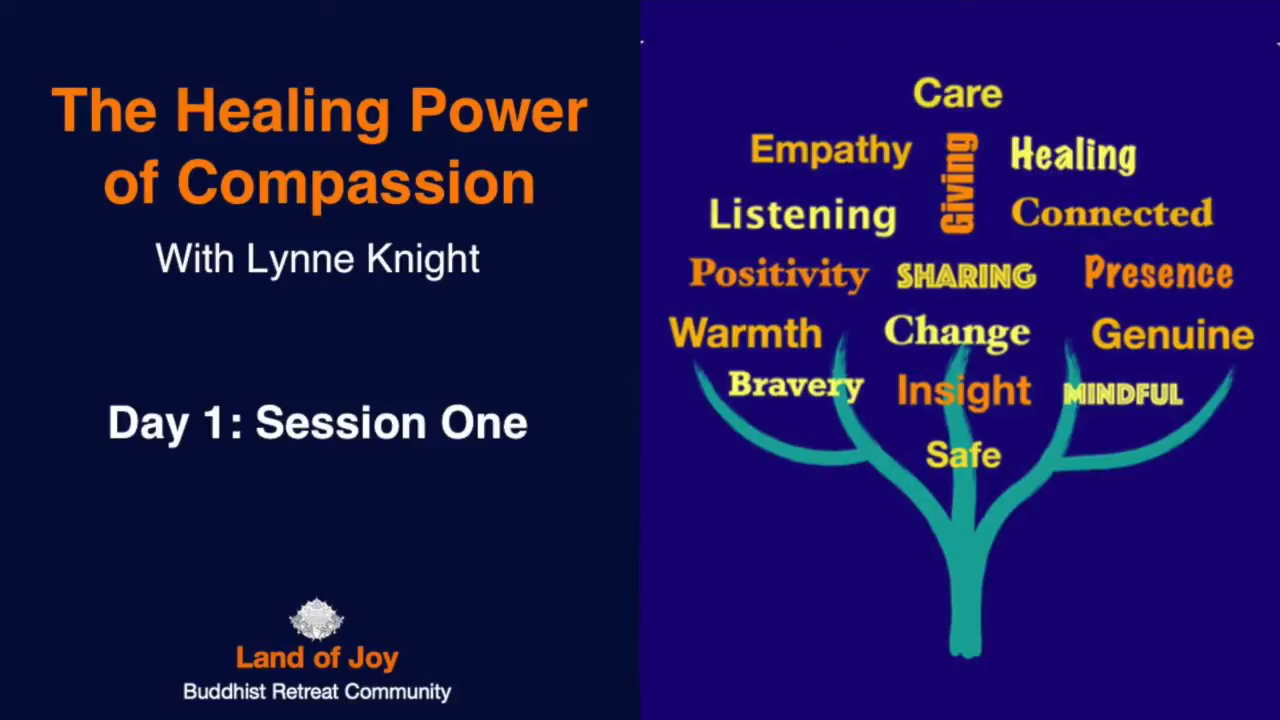 The Healing Power
of Compassion
With Lynne Knight
Day 1: Session One
Land of Joy
Buddhist Retreat Community
Care
Empathy
Giving
Healing
Listening
Connected
Positivity
SHARING
Presence
Warmth
Change
Genuine
Bravery
Insight
MINDFUL
Safe